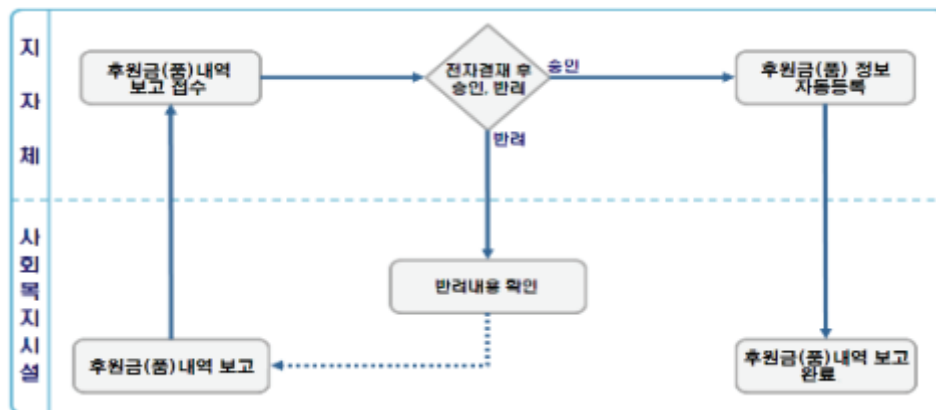 지자체
후원금(품)내역
보고 접수
전자결재 후
승인, 반려
승인
후원금(품) 정보
자동등록
반려
사회복지시설
반려내용 확인
후원금(품)내역 보고
후원금(품)내역 보고
완료